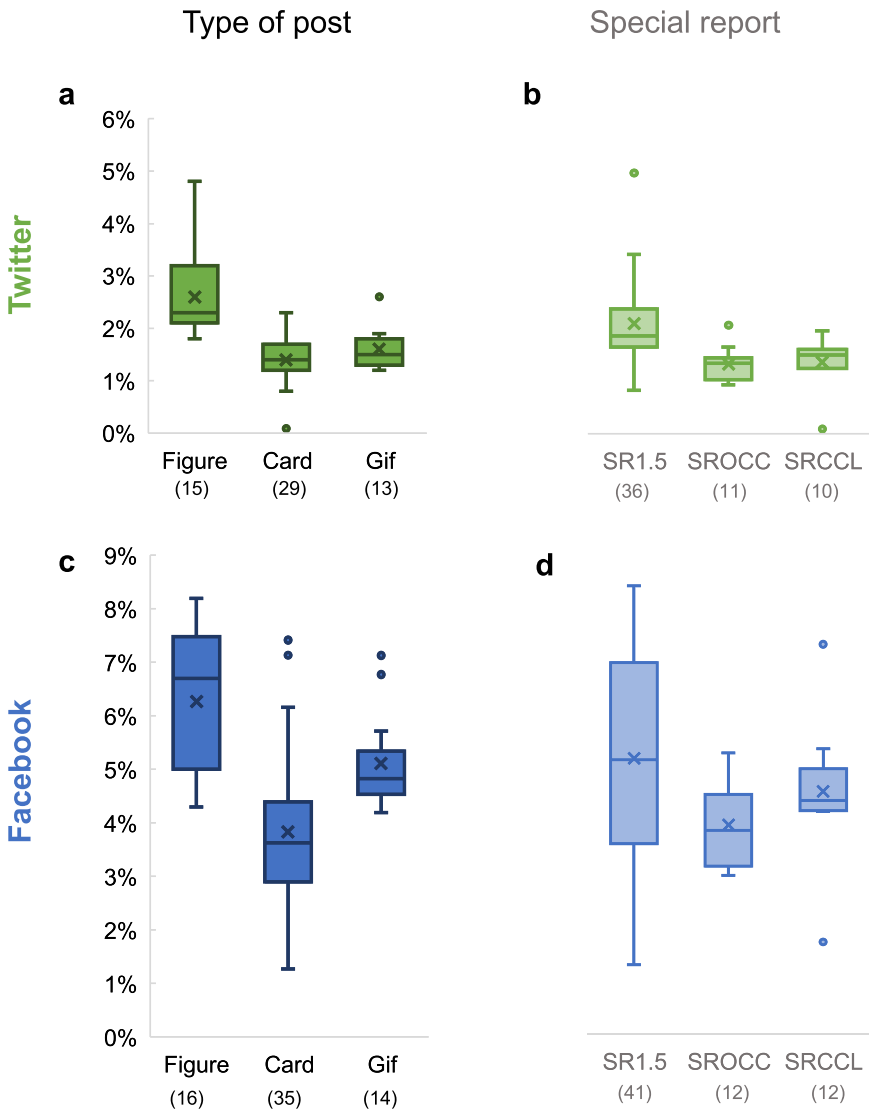 Type of post
Special report
a
b
Twitter
6%
5%
4%
3%
2%
1%
0%
Figure Card Gif
(15) (29) (13)
SR1.5 SROCC SRCCL
(36) (11) (10)
c
d
Facebook
9%
8%
7%
6%
5%
4%
3%
2%
1%
0%
Figure Card Gif
(16) (35) (14)
SR1.5 SROCC SRCCL
(41) (12) (12)